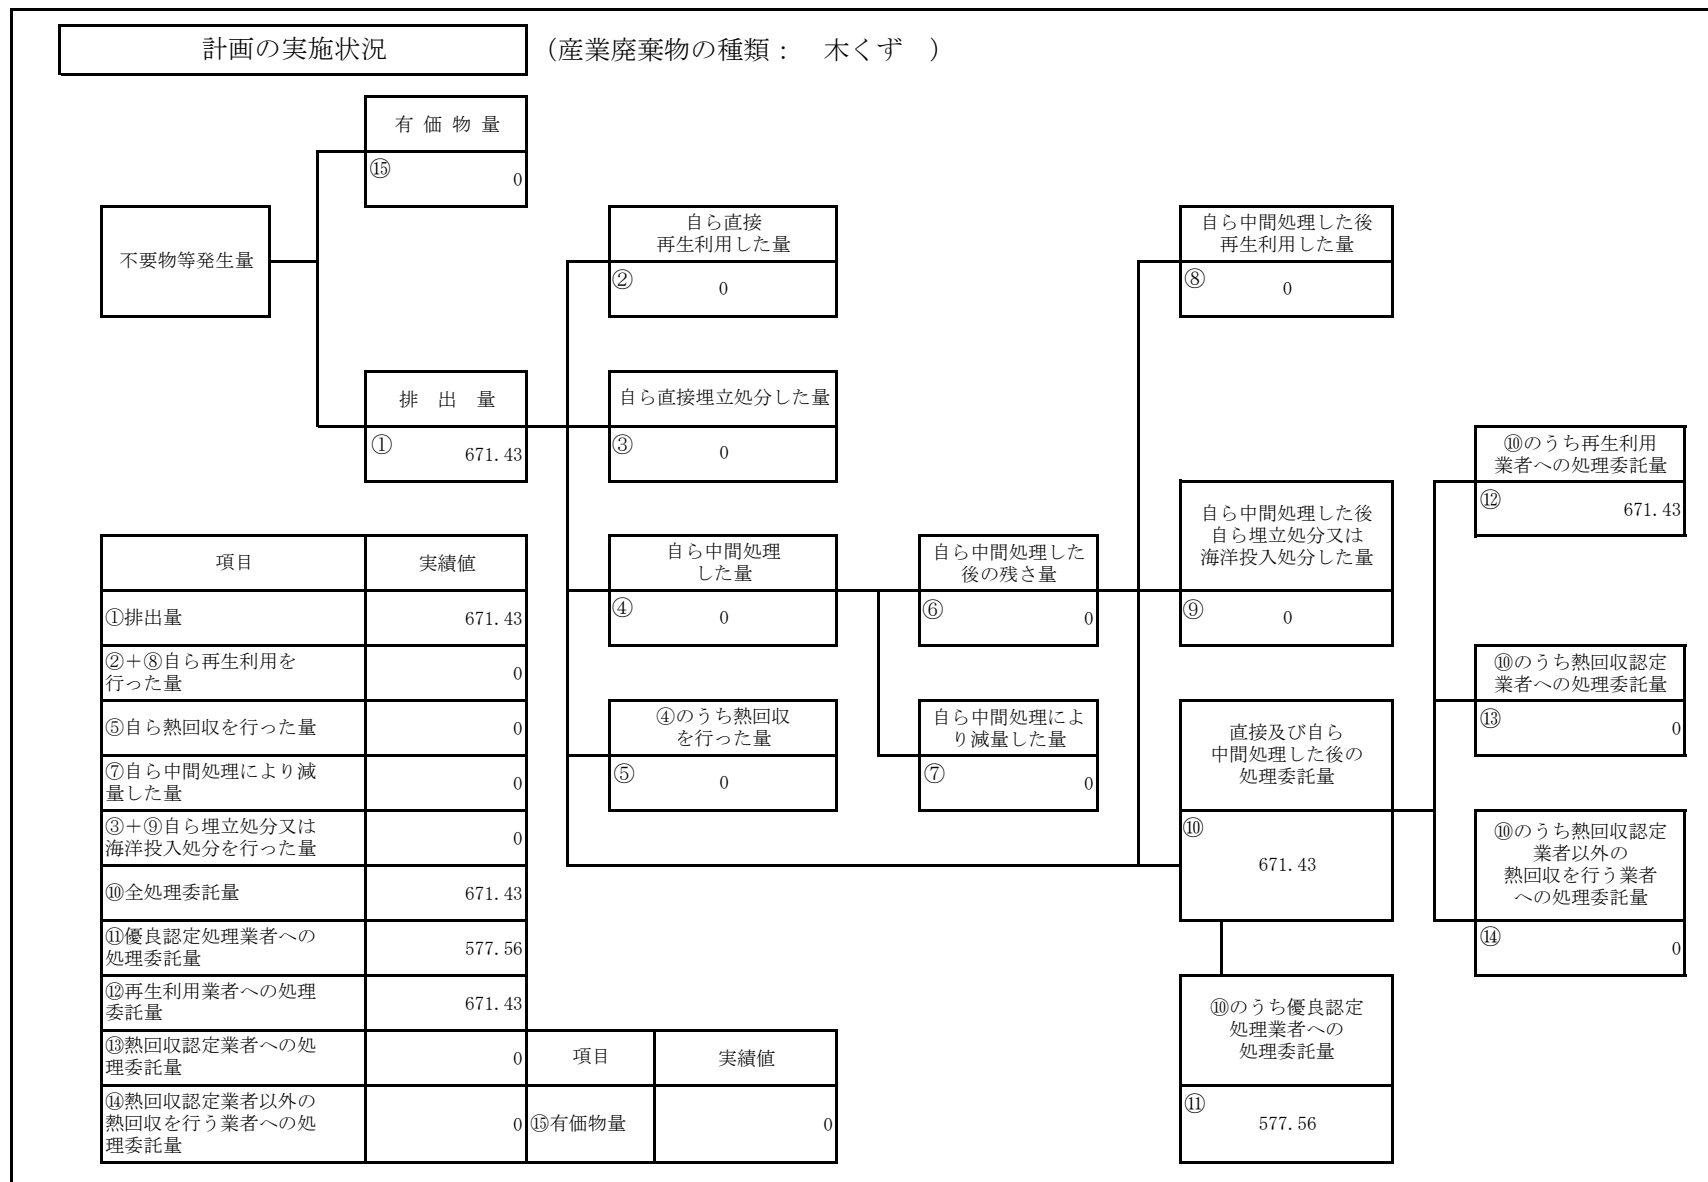 計画の実施状況
（産業廃棄物の種類： 木くず ）
有 価 物 量
⑮
0
不要物等発生量
自ら直接
再生利用した量
②
0
自ら中間処理した後
再生利用した量
⑧
0
排 出 量
①
671.43
自ら直接埋立処分した量
③
0
⑩のうち再生利用
業者への処理委託量
⑫
671.43
自ら中間処理
した量
④
0
自ら中間処理した
後の残さ量
⑥
0
自ら中間処理した後
自ら埋立処分又は
海洋投入処分した量
⑨
0
⑩のうち熱回収認定
業者への処理委託量
⑬
0
④のうち熱回収
を行った量
⑤
0
自ら中間処理によ
り減量した量
⑦
0
直接及び自ら
中間処理した後の
処理委託量
⑩
671.43
⑩のうち熱回収認定
業者以外の
熱回収を行う業者
への処理委託量
⑭
0
⑩のうち優良認定
処理業者への
処理委託量
⑪
577.56
項目 実績値
①排出量 671.43
②＋⑧自ら再生利用を
行った量
0
⑤自ら熱回収を行った量 0
⑦自ら中間処理により減
量した量
0
③＋⑨自ら埋立処分又は
海洋投入処分を行った量
0
⑩全処理委託量 671.43
⑪優良認定処理業者への
処理委託量
577.56
⑫再生利用業者への処理
委託量
671.43
⑬熱回収認定業者への処
理委託量
0
⑭熱回収認定業者以外の
熱回収を行う業者への処
理委託量
0
項目 実績値
⑮有価物量 0